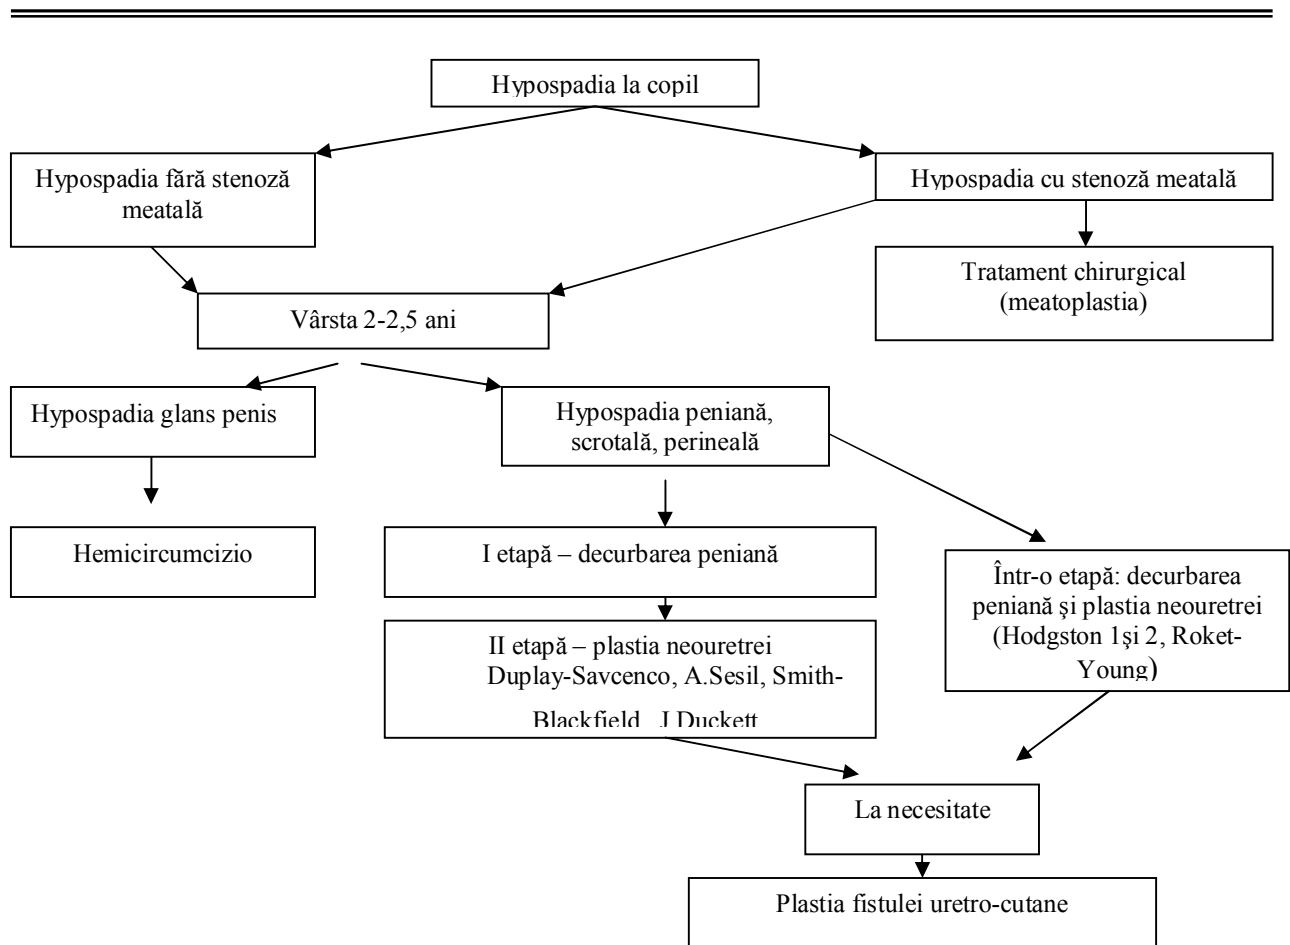 Hypospadia la copil
Hypospadia fără stenoză
meatală
Hypospadia cu stenoză meatală
Tratament chirurgical
(meatoplastia)
Vârsta 2-2,5 ani
Hypospadia glans penis
Hypospadia peniană,
scrotală, perineală
Hemicircumcizio
I etapă – decurbarea peniană
Într-o etapă: decurbarea
peniană şi plastia neouretrei
(Hodgston 1şi 2, Roket-
Young)
II etapă – plastia neouretrei
Duplay-Savcenco, A.Sesil, Smith-
Blackfield, J.Duckett
La necesitate
Plastia fistulei uretro-cutane